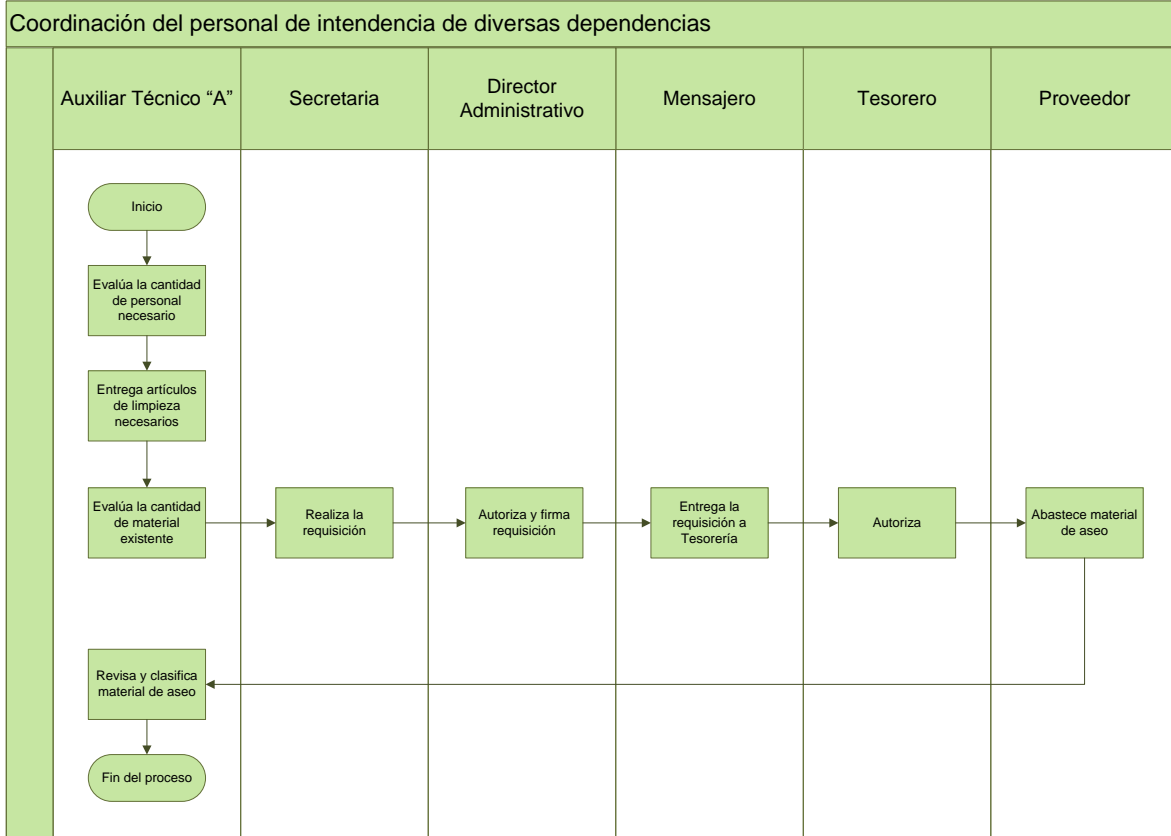 Coordinación del personal de intendencia de diversas dependencias
Auxiliar Técnico “A”
Secretaria
Director
Administrativo
Mensajero
Tesorero
Proveedor
Inicio
Evalúa la cantidad
de personal
necesario
Entrega artículos
de limpieza
necesarios
Evalúa la cantidad
de material
existente
Realiza la
requisición
Autoriza y firma
requisición
Entrega la
requisición a
Tesorería
Autoriza
Abastece material
de aseo
Revisa y clasifica
material de aseo
Fin del proceso